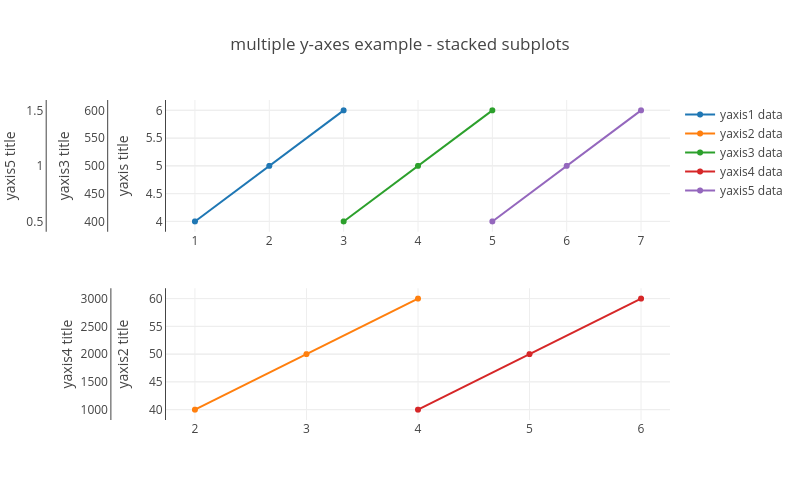 multiple y-axes example - stacked subplots
yaxis5 title
1.5
1
0.5
yaxis3 title
600
550
500
450
400
yaxis title
6
5.5
5
4.5
4
1 2 3 4 5 6 7
yaxis1 data
yaxis2 data
yaxis3 data
yaxis4 data
yaxis5 data
yaxis4 title
3000
2500
2000
1500
1000
yaxis2 title
60
55
50
45
40
2 3 4 5 6